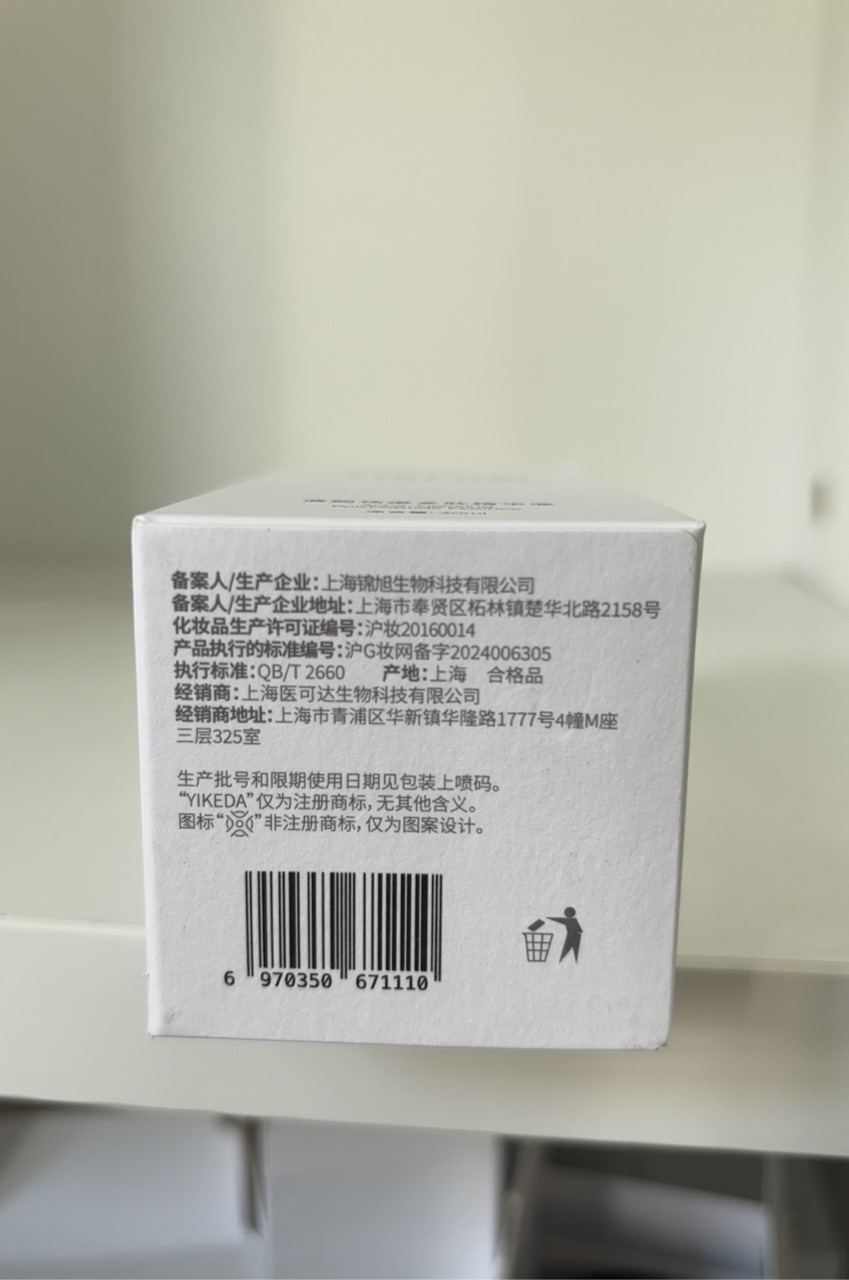 备案人/生产企业：上海锦旭生物科技有限公司
备案人/生产企业地址：上海市奉贤区柘林镇楚华北路2158号
化妆品生产许可证编号：沪妆20160014
产品执行的标准编号：沪G妆网备字2024006305
执行标准：QB/T 2660 产地：上海 合格品
经销商：上海医可达生物科技有限公司
经销商地址：上海市青浦区华新镇华隆路1777号4幢M座
三层325室
生产批号和限期使用日期见包装上喷码。
“YIKEDA”仅为注册商标，无其他含义。
图标“”非注册商标，仅为图案设计。
6 970350 671110